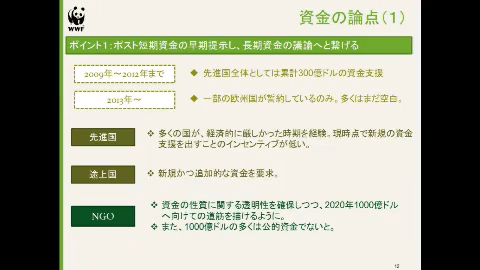 WWF
資金の論点(1)
ポイント1:ポスト短期資金の早期提示し、長期資金の議論へと繋げる
2009年~2012年まで
◆ 先進国全体としては累計300億ドルの資金支援
2013年~
◆ 一部の欧州国が誓約しているのみ。多くはまだ空白。
先進国
❖ 多くの国が、経済的に厳しかった時期を経験。現時点で新規の資金
支援を出すことのインセンティブが低い。
途上国
❖ 新規かつ追加的な資金を要求。
NGO
❖ 資金の性質に関する透明性を確保しつつ、2020年1000億ドル
へ向けての道筋を描けるように。
❖ また、1000億ドルの多くは公的資金でないと。
12